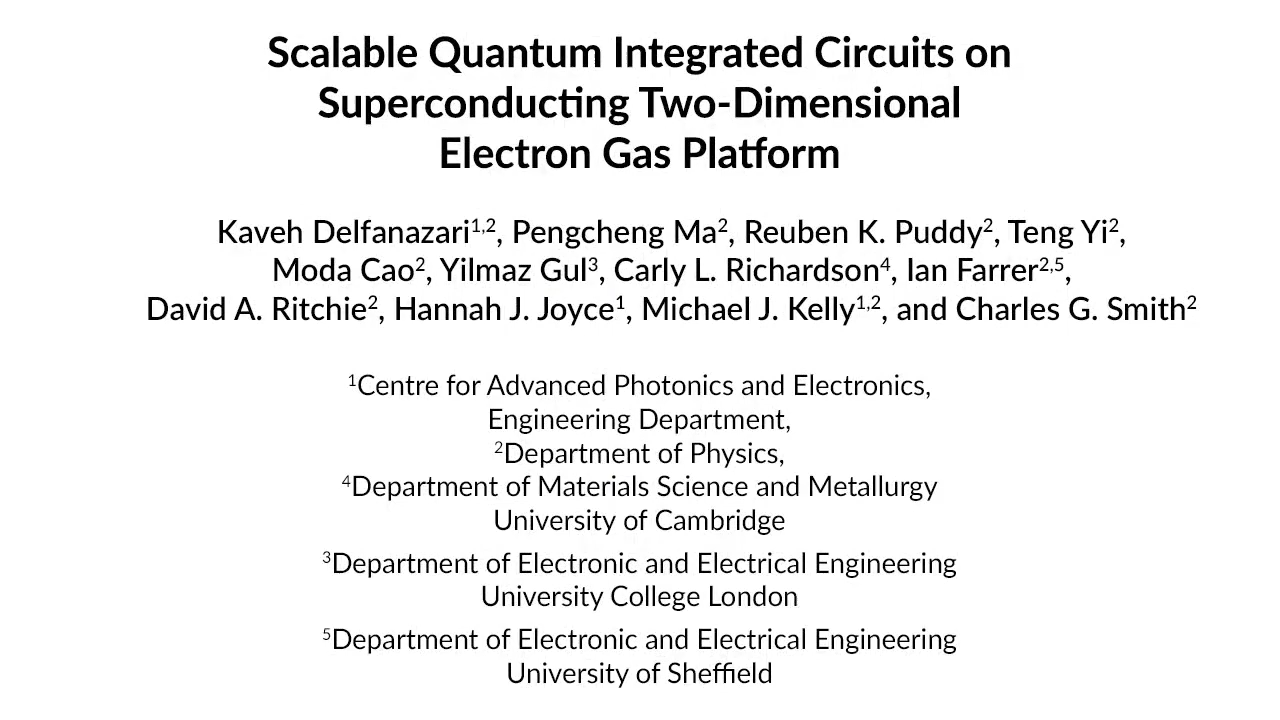 Scalable Quantum Integrated Circuits on
Superconducting Two-Dimensional
Electron Gas Platform
Kaveh Delfanazari1,2, Pengcheng Ma2, Reuben K. Puddy2, Teng Yi2,
Moda Cao2, Yilmaz Gul3, Carly L. Richardson4, Ian Farrer2,5,
David A. Ritchie2, Hannah J. Joyce1, Michael J. Kelly1,2, and Charles G. Smith2
1Centre for Advanced Photonics and Electronics,
Engineering Department,
2Department of Physics,
4Department of Materials Science and Metallurgy
University of Cambridge
3Department of Electronic and Electrical Engineering
University College London
5Department of Electronic and Electrical Engineering
University of Sheffield